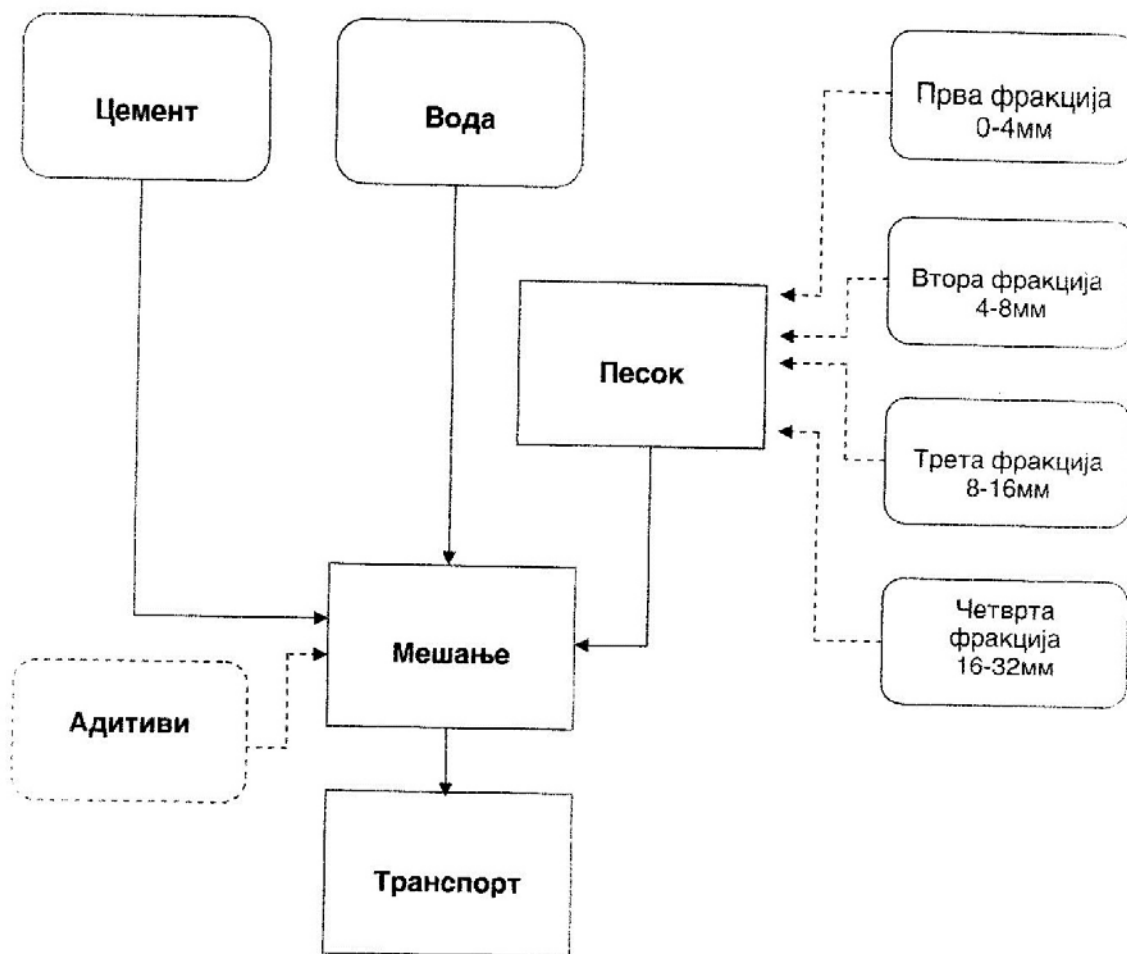 Цемент
Вода
Прва фракција
0-4мм
Втора фракција
4-8мм
Песок
Трета фракција
8-16мм
Четврта
фракција
16-32мм
Мешање
Адитиви
Транспорт